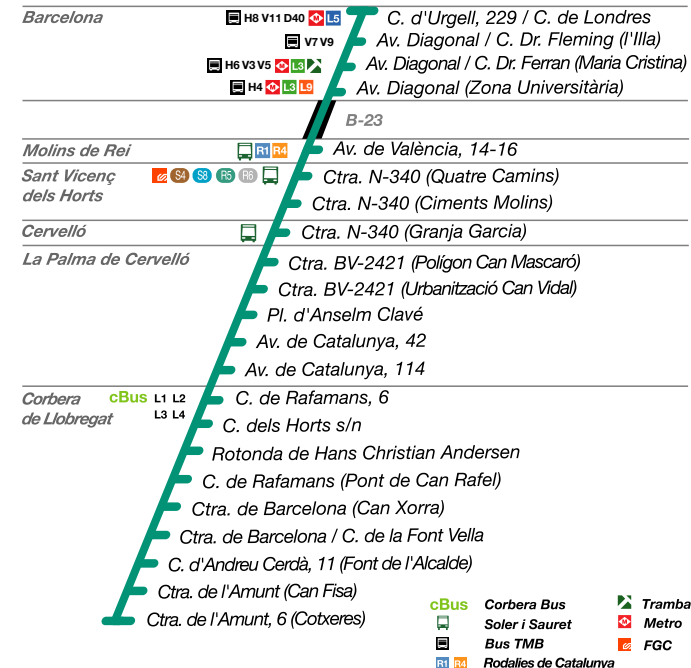 Barcelona H8 V11 D40 M L5 C. d'Urgell, 229 / C. de Londres
V7 V9 Av. Diagonal / C. Dr. Fleming (l'Illa)
H6 V3 V5 M L3 Av. Diagonal / C. Dr. Ferran (Maria Cristina)
H4 M L3 L9 Av. Diagonal (Zona Universitària)
B-23
Molins de Rei R1 R4 Av. de València, 14-16
Sant Vicenç S4 S8 R5 R6 Ctra. N-340 (Quatre Camins)
dels Horts Ctra. N-340 (Ciments Molins)
Cervelló Ctra. N-340 (Granja Garcia)
La Palma de Cervelló Ctra. BV-2421 (Polígon Can Mascaró)
Ctra. BV-2421 (Urbanització Can Vidal)
Pl. d'Anselm Clavé
Av. de Catalunya, 42
Av. de Catalunya, 114
Corbera cBus L1 L2 C. de Rafamans, 6
de Llobregat L3 L4 C. dels Horts s/n
Rotonda de Hans Christian Andersen
C. de Rafamans (Pont de Can Rafel)
Ctra. de Barcelona (Can Xorra)
Ctra. de Barcelona / C. de la Font Vella
C. d'Andreu Cerdà, 11 (Font de l'Alcalde)
Ctra. de l'Amunt (Can Fisa)
Ctra. de l'Amunt, 6 (Cotxeres)
cBus Corbera Bus Tramba
Soler i Sauret M Metro
Bus TMB FGC
R1 R4 Rodalies de Catalunya